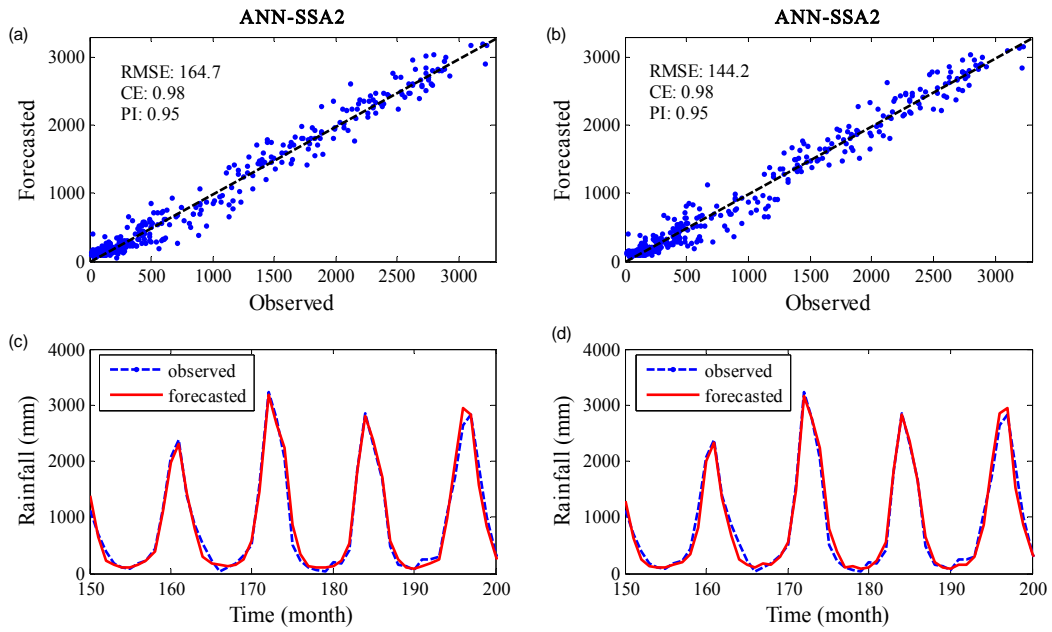 ANN-SSA2
(a)
3000
2000
1000
0
Forecasted
RMSE: 164.7
CE: 0.98
PI: 0.95
0 500 1000 1500 2000 2500 3000
Observed
ANN-SSA2
(b)
3000
2000
1000
0
Forecasted
RMSE: 144.2
CE: 0.98
PI: 0.95
0 500 1000 1500 2000 2500 3000
Observed
(c)
4000
3000
2000
1000
0
Rainfall (mm)
observed
forecasted
150 160 170 180 190 200
Time (month)
(d)
4000
3000
2000
1000
0
Rainfall (mm)
observed
forecasted
150 160 170 180 190 200
Time (month)